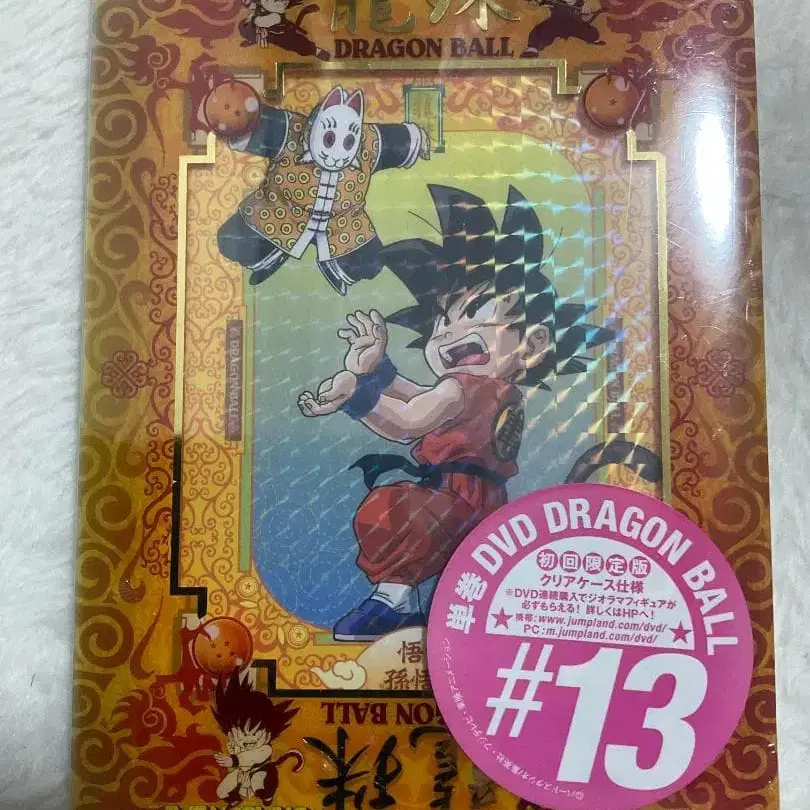 龍珠
DRAGON BALL
DRAGONBALL
単巻 DVD DRAGON BALL
初回限定版
クリアケース仕様
※DVD連続購入でジオラマフィギュアが
必ずもらえる! 詳しくはHPへ!
携帯:www.jumpland.com/dvd/
PC:m.jumpland.com/dvd/
#13
悟
孫悟
GON BALL
龍珠